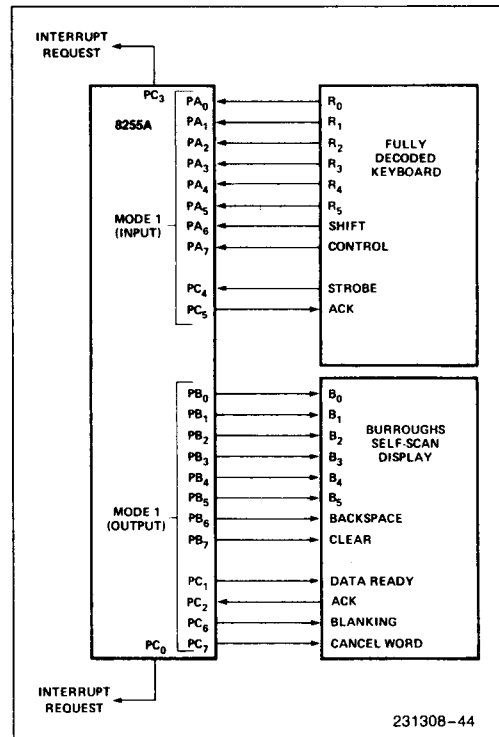 INTERRUPT
REQUEST
PC3
8255A
MODE 1
(INPUT)
PA0
PA1
PA2
PA3
PA4
PA5
PA6
PA7
PC4
PC5
R0
R1
R2
R3
R4
R5
SHIFT
CONTROL
STROBE
ACK
FULLY
DECODED
KEYBOARD
MODE 1
(OUTPUT)
PB0
PB1
PB2
PB3
PB4
PB5
PB6
PB7
PC1
PC2
PC6
PC7
B0
B1
B2
B3
B4
B5
BACKSPACE
CLEAR
DATA READY
ACK
BLANKING
CANCEL WORD
BURROUGHS
SELF-SCAN
DISPLAY
PC0
INTERRUPT
REQUEST
231308–44